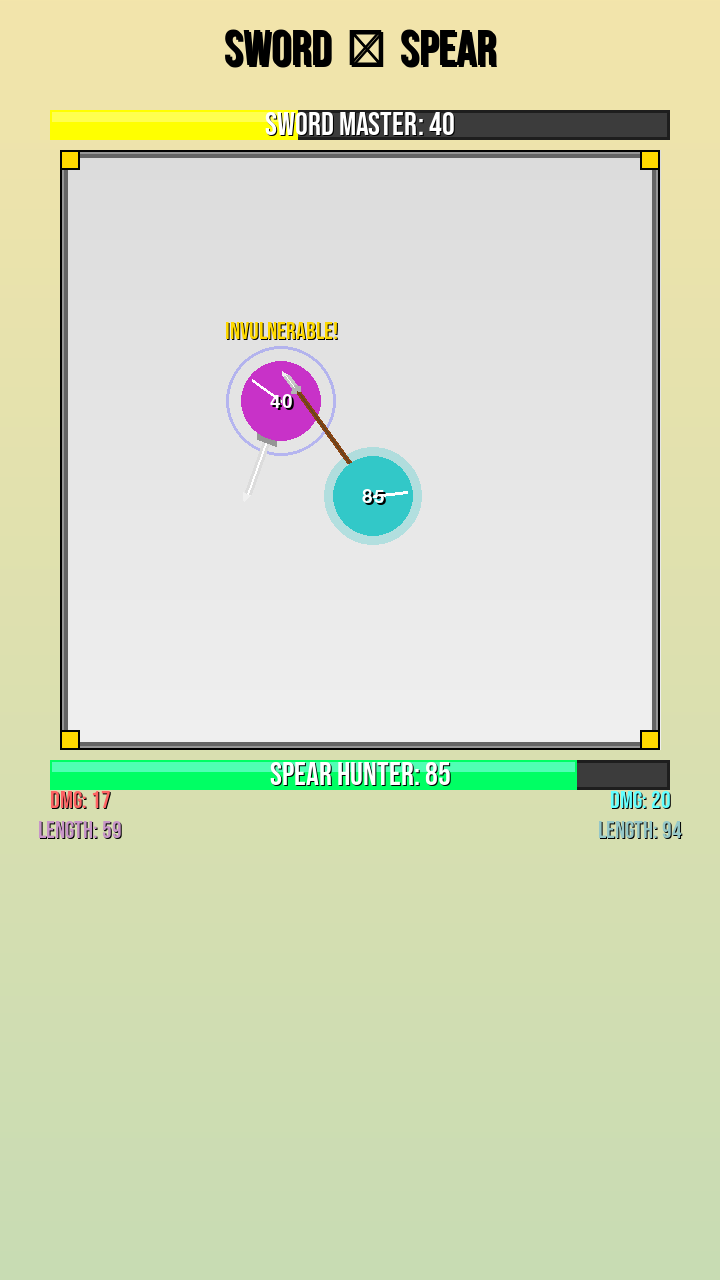 SWORD SPEAR
SWORD MASTER: 40
INVULNERABLE!
40
85
SPEAR HUNTER: 85
DMG: 17
DMG: 20
LENGTH: 59
LENGTH: 94